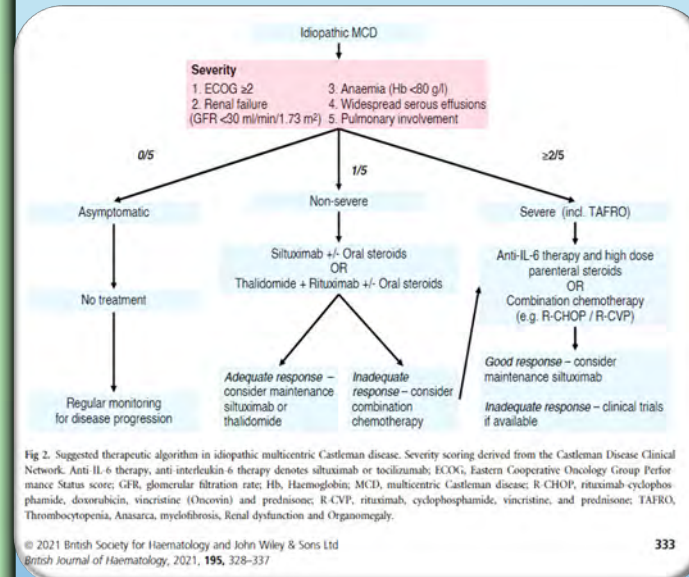 Idiopathic MCD
Severity
1. ECOG ≥2
2. Renal failure
(GFR <30 ml/min/1.73 m²)
3. Anaemia (Hb <80 g/l)
4. Widespread serous effusions
5. Pulmonary involvement
0/5
1/5
≥2/5
Asymptomatic
No treatment
Regular monitoring
for disease progression
Non-severe
Siltuximab +/- Oral steroids
OR
Thalidomide + Rituximab +/- Oral steroids
Adequate response –
consider maintenance
siltuximab or
thalidomide
Inadequate
response – consider
combination
chemotherapy
Severe (incl. TAFRO)
Anti-IL-6 therapy and high dose
parenteral steroids
OR
Combination chemotherapy
(e.g. R-CHOP / R-CVP)
Good response – consider
maintenance siltuximab
Inadequate response – clinical trials
if available
Fig 2. Suggested therapeutic algorithm in idiopathic multicentric Castleman disease. Severity scoring derived from the Castleman Disease Clinical
Network. Anti-IL-6 therapy, anti-interleukin-6 therapy denotes siltuximab or tocilizumab; ECOG, Eastern Cooperative Oncology Group Perfor-
mance Status score; GFR, glomerular filtration rate; Hb, Haemoglobin; MCD, multicentric Castleman disease; R-CHOP, rituximab-cyclophos-
phamide, doxorubicin, vincristine (Oncovin) and prednisone; R-CVP, rituximab, cyclophosphamide, vincristine, and prednisone; TAFRO,
Thrombocytopenia, Anasarca, myelofibrosis, Renal dysfunction and Organomegaly.
© 2021 British Society for Haematology and John Wiley & Sons Ltd
333
British Journal of Haematology, 2021, 195, 328–337